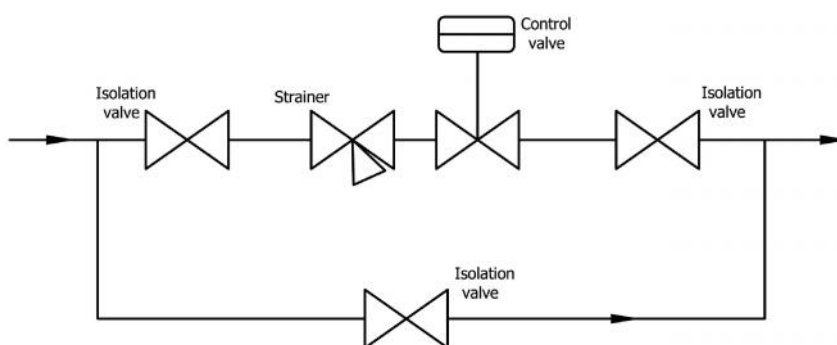 Control
valve
Isolation
valve
Strainer
Isolation
valve
Isolation
valve